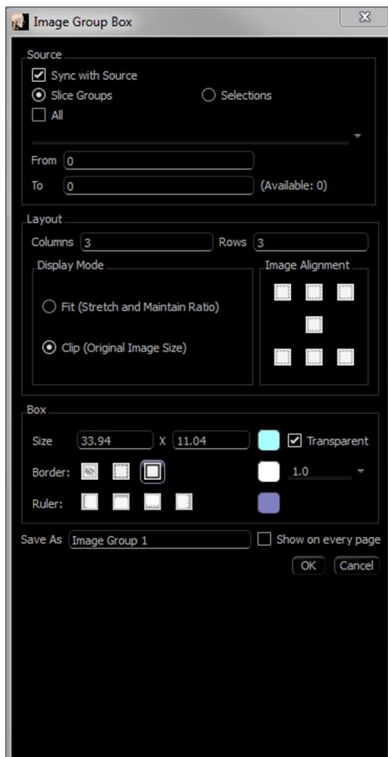 Image Group Box
Source
Sync with Source
Slice Groups Selections
All
From 0
To 0 (Available: 0)
Layout
Columns 3 Rows 3
Display Mode Image Alignment
Fit (Stretch and Maintain Ratio)
Clip (Original Image Size)
Box
Size 33.94 X 11.04 Transparent
Border: 1.0
Ruler:
Save As Image Group 1 Show on every page
OK Cancel